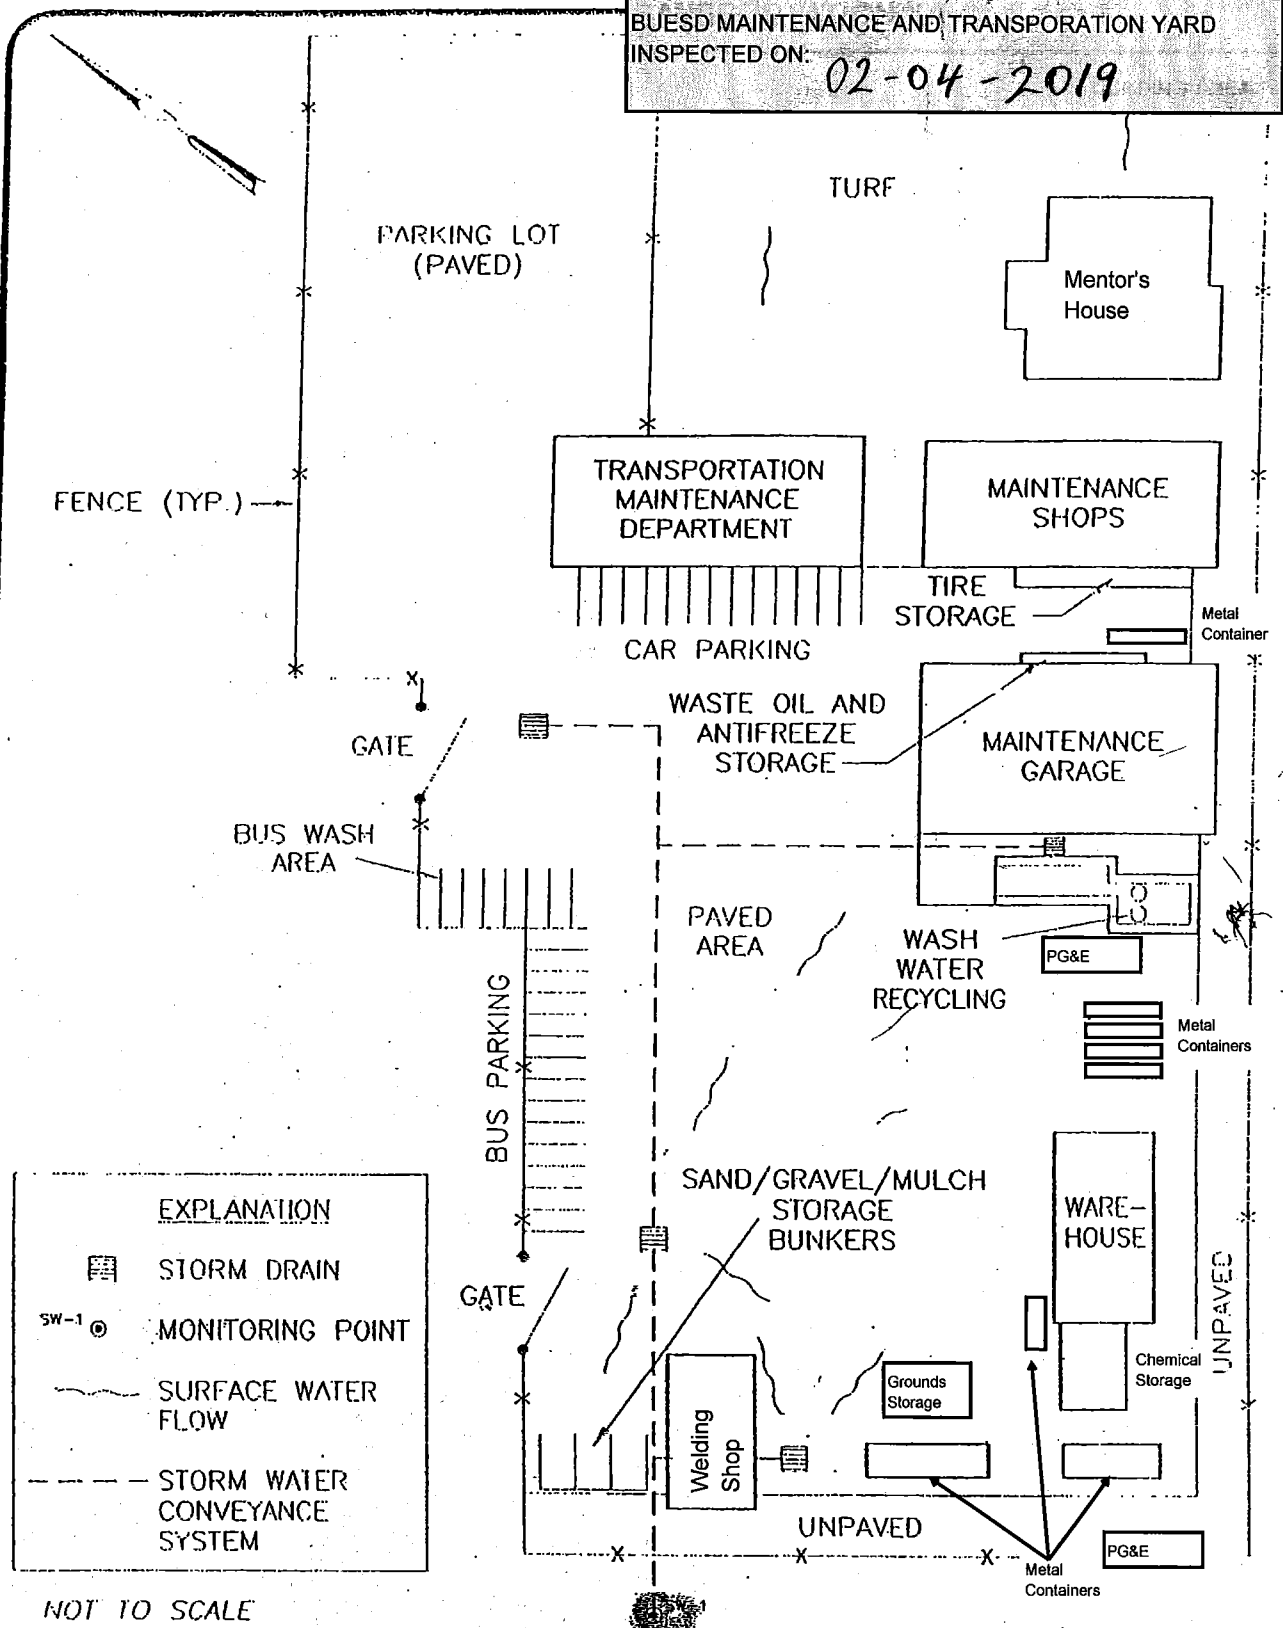 BUESD MAINTENANCE AND TRANSPORATION YARD
INSPECTED ON: 02-04-2019
TURF
PARKING LOT
(PAVED)
Mentor's
House
FENCE (TYP.)
TRANSPORTATION
MAINTENANCE
DEPARTMENT
MAINTENANCE
SHOPS
TIRE
STORAGE
Metal
Container
CAR PARKING
WASTE OIL AND
ANTIFREEZE
STORAGE
MAINTENANCE
GARAGE
GATE
BUS WASH
AREA
PAVED
AREA
WASH
WATER
RECYCLING
PG&E
Metal
Containers
BUS PARKING
SAND/GRAVEL/MULCH
STORAGE
BUNKERS
WARE-
HOUSE
UNPAVED
GATE
Chemical
Storage
Grounds
Storage
Welding
Shop
UNPAVED
PG&E
Metal
Containers
EXPLANATION
STORM DRAIN
SW-1
MONITORING POINT
SURFACE WATER
FLOW
STORM WATER
CONVEYANCE
SYSTEM
NOT TO SCALE